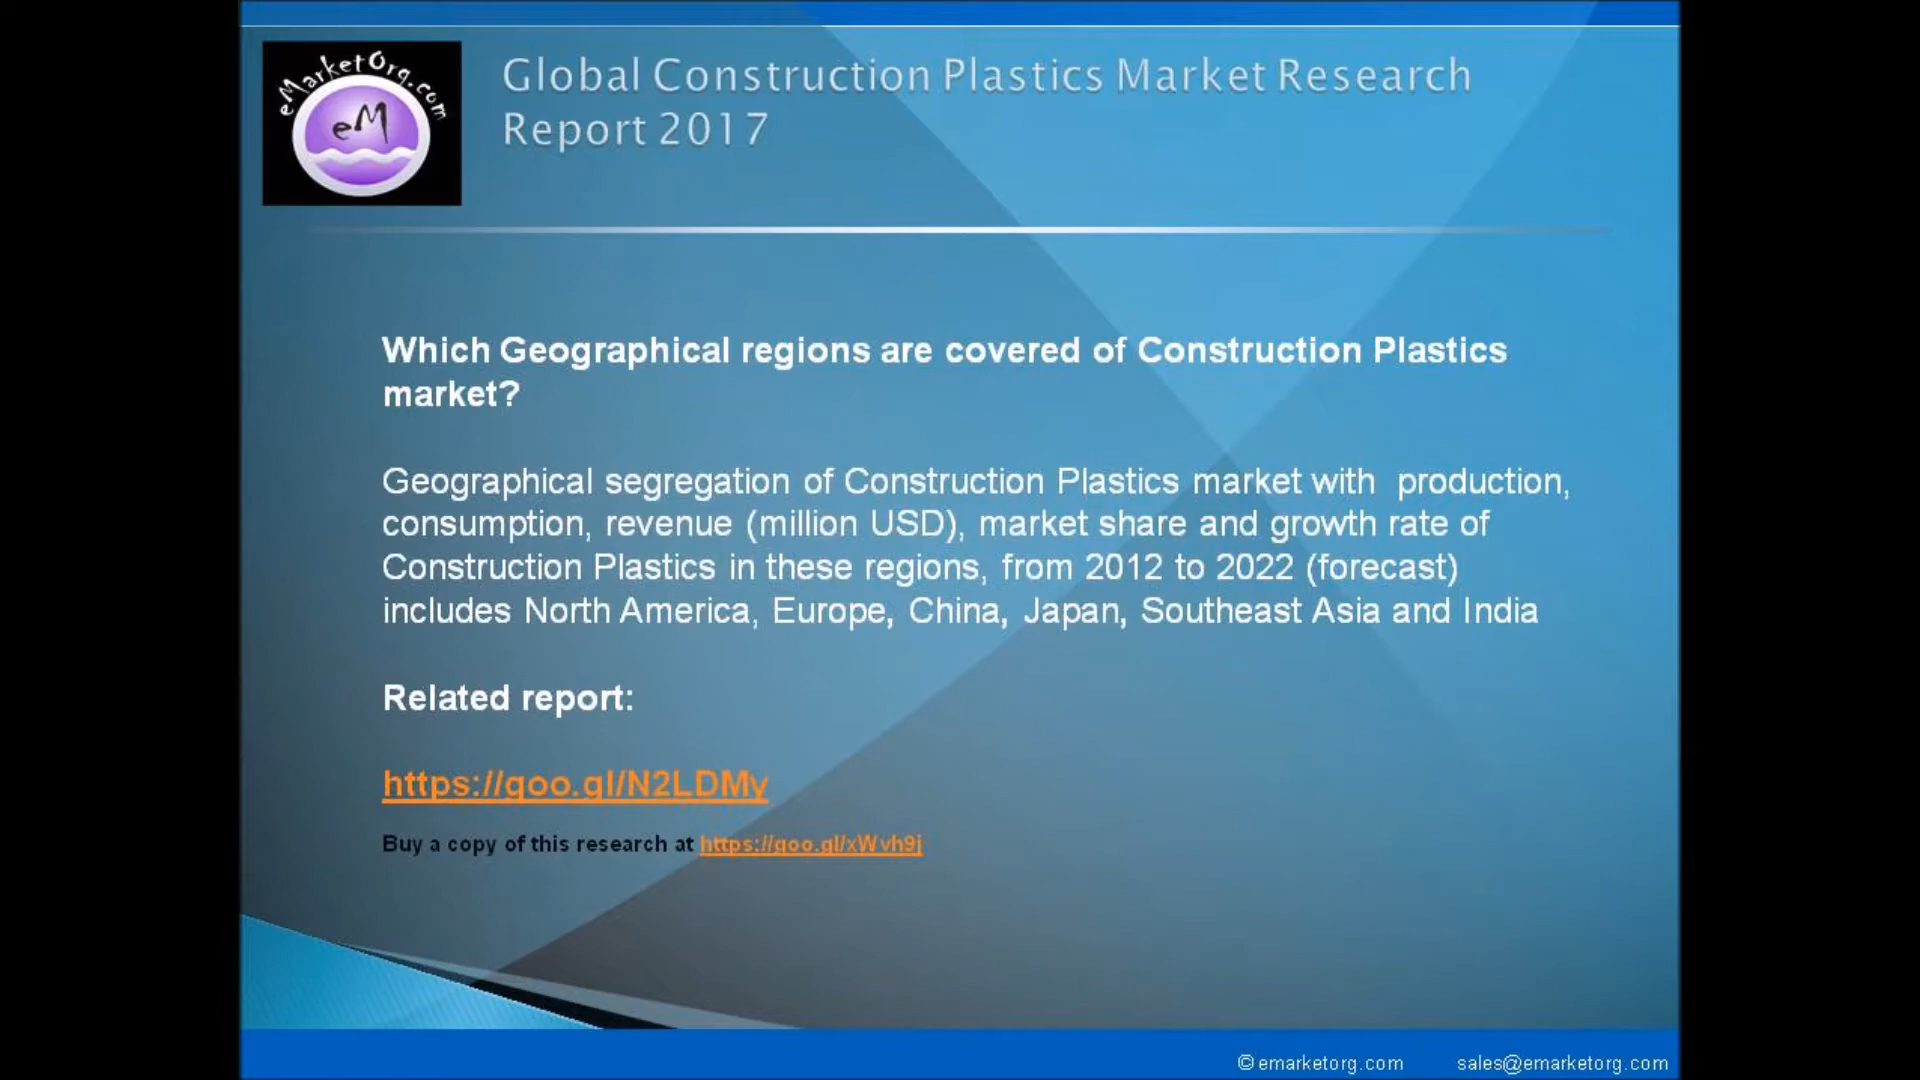 eMarketOrg.com
eM
Global Construction Plastics Market Research
Report 2017
Which Geographical regions are covered of Construction Plastics
market?
Geographical segregation of Construction Plastics market with  production,
consumption, revenue (million USD), market share and growth rate of
Construction Plastics in these regions, from 2012 to 2022 (forecast)
includes North America, Europe, China, Japan, Southeast Asia and India
Related report:
https://goo.gl/N2LDMy
Buy a copy of this research at https://goo.gl/xWvh9j
© emarketorg.com sales@emarketorg.com